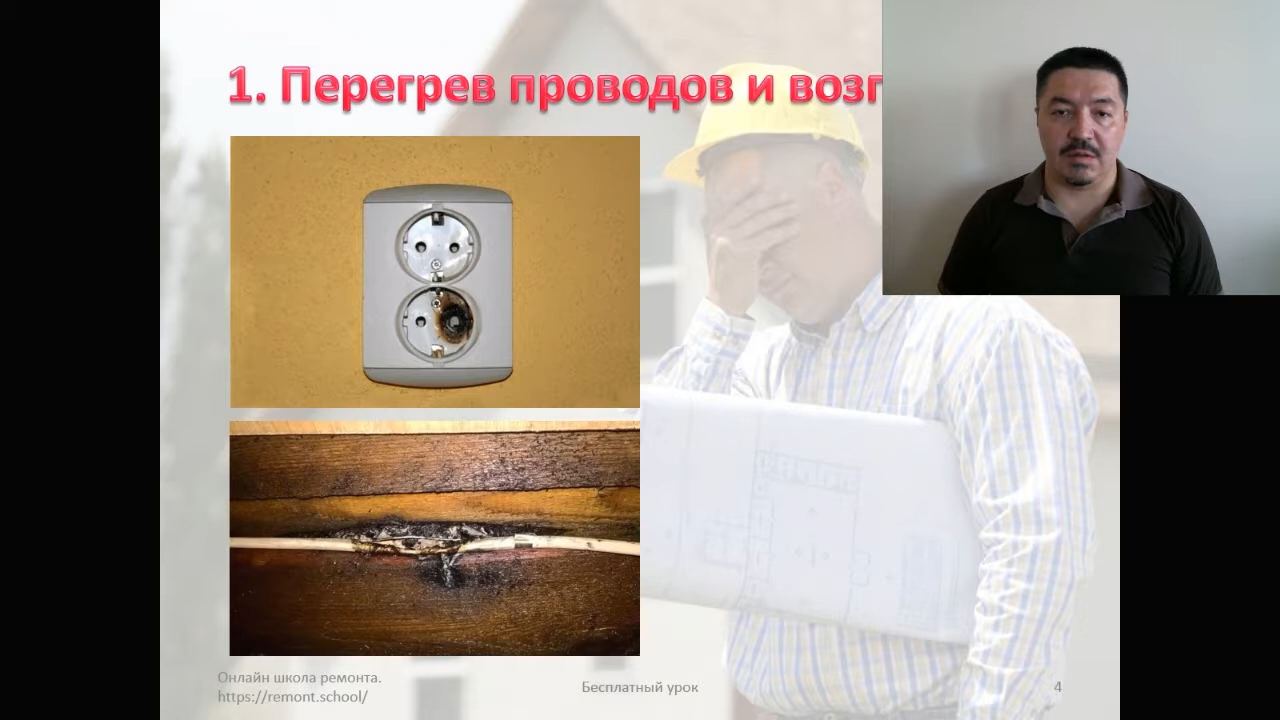 1. Перегрев проводов и возг
Онлайн школа ремонта.
https://remont.school/
Бесплатный урок
4